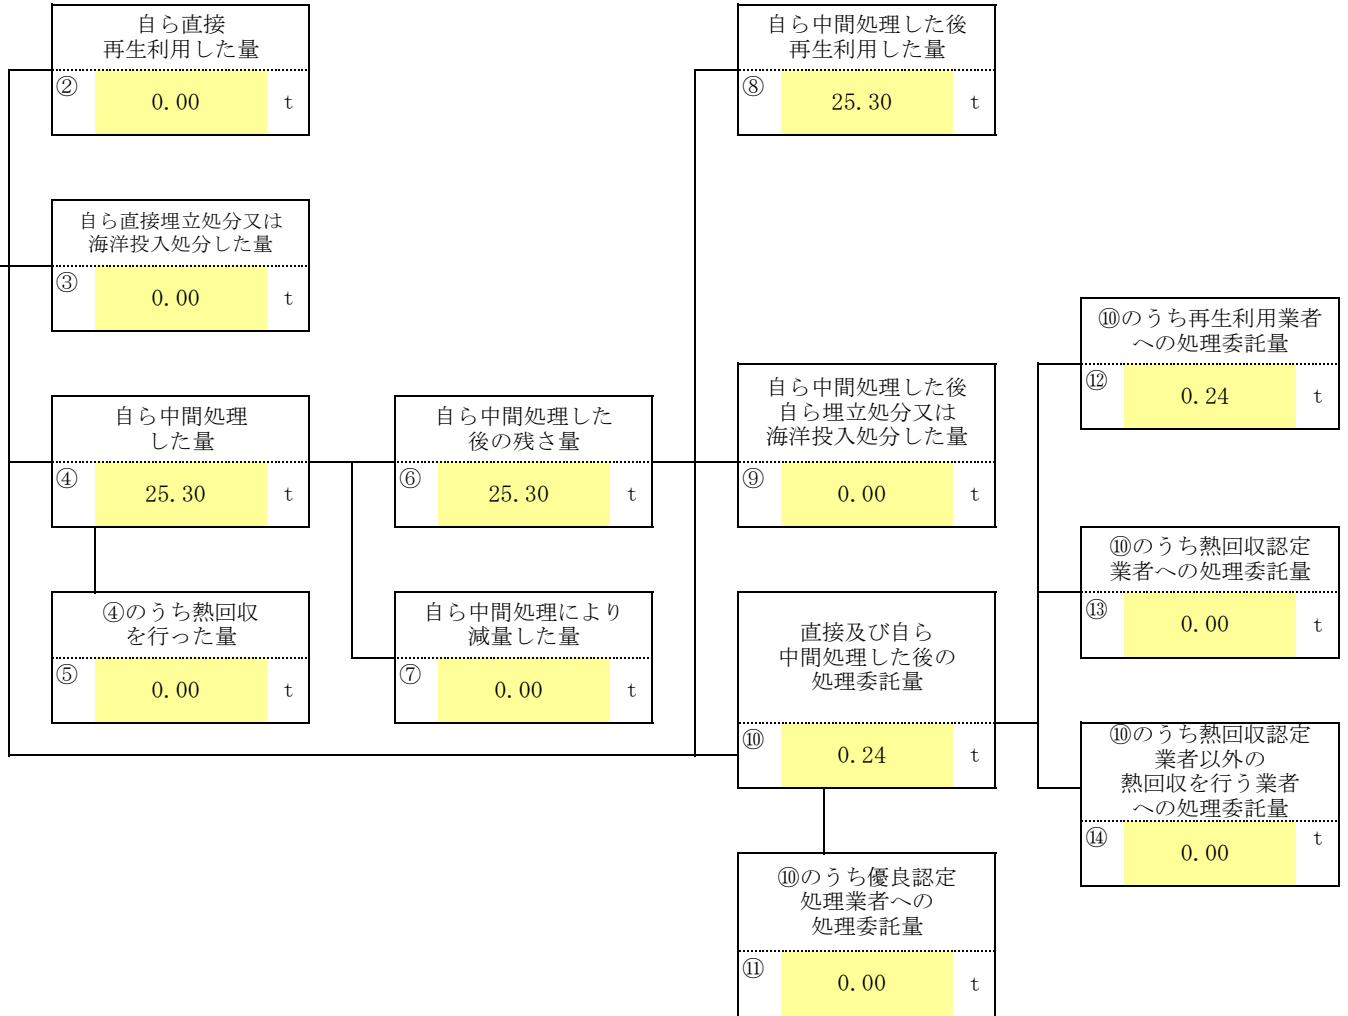 自ら直接
再生利用した量
② 0.00 t
自ら直接埋立処分又は
海洋投入処分した量
③ 0.00 t
自ら中間処理
した量
④ 25.30 t
④のうち熱回収
を行った量
⑤ 0.00 t
自ら中間処理した
後の残さ量
⑥ 25.30 t
自ら中間処理により
減量した量
⑦ 0.00 t
自ら中間処理した後
再生利用した量
⑧ 25.30 t
自ら中間処理した後
自ら埋立処分又は
海洋投入処分した量
⑨ 0.00 t
直接及び自ら
中間処理した後の
処理委託量
⑩ 0.24 t
⑩のうち優良認定
処理業者への
処理委託量
⑪ 0.00 t
⑩のうち再生利用業者
への処理委託量
⑫ 0.24 t
⑩のうち熱回収認定
業者への処理委託量
⑬ 0.00 t
⑩のうち熱回収認定
業者以外の
熱回収を行う業者
への処理委託量
⑭ 0.00 t